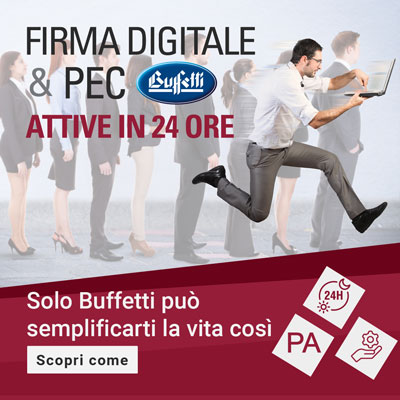 FIRMA DIGITALE
& PEC Buffetti
ATTIVE IN 24 ORE
Solo Buffetti può
semplificarti la vita così
Scopri come
24H
PA